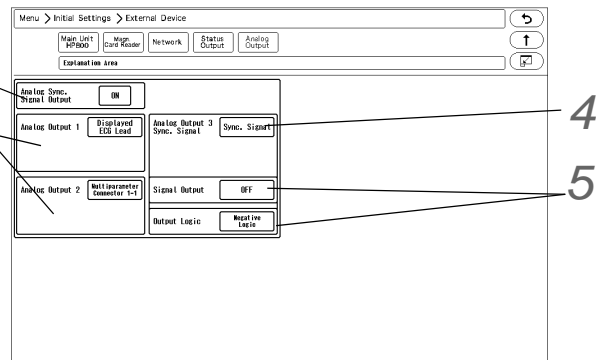 Menu > Initial Settings > External Device
Main Unit HP800
Magn. Card Reader
Network
Status Output
Analog Output
Explanation Area
Analog Sync. Signal Output
ON
Analog Output 1
Displayed ECG Lead
Analog Output 3 Sync. Signal
Sync. Signal
4
Analog Output 2
Multiparameter Connector 1-1
Signal Output
OFF
5
Output Logic
Negative Logic